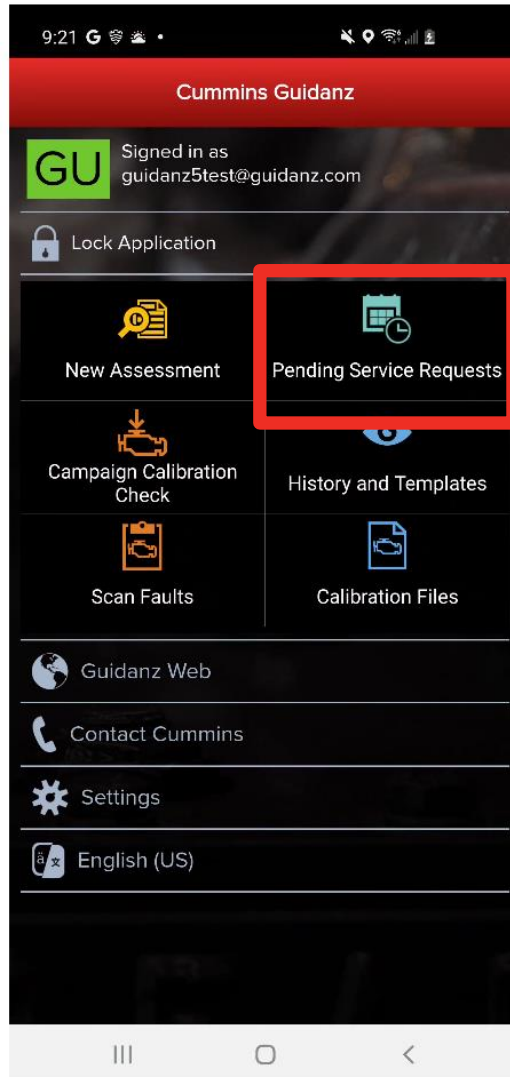 9:21 G
Cummins Guidanz
GU
Signed in as
guidanz5test@guidanz.com
Lock Application
New Assessment
Pending Service Requests
Campaign Calibration
Check
History and Templates
Scan Faults
Calibration Files
Guidanz Web
Contact Cummins
Settings
English (US)